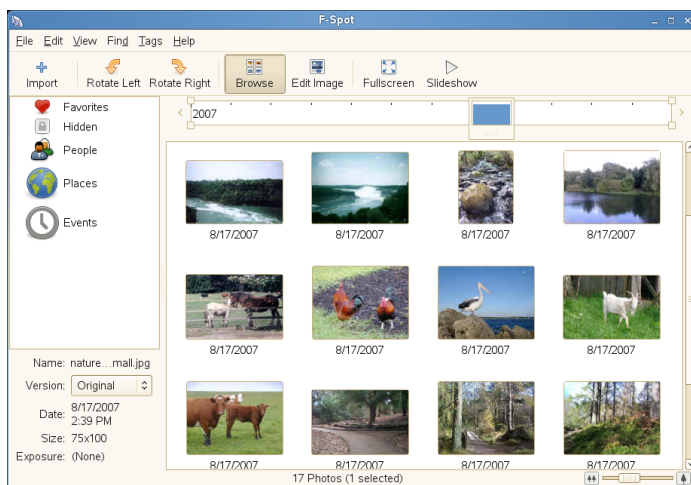 F-Spot
File Edit View Find Tags Help
Import Rotate Left Rotate Right Browse Edit Image Fullscreen Slideshow
Favorites
Hidden
People
Places
Events
2007
8/17/2007 8/17/2007 8/17/2007 8/17/2007
8/17/2007 8/17/2007 8/17/2007 8/17/2007
8/17/2007 8/17/2007 8/17/2007 8/17/2007
Name: nature...mall.jpg
Version: Original
Date: 8/17/2007
2:39 PM
Size: 75x100
Exposure: (None)
17 Photos (1 selected)